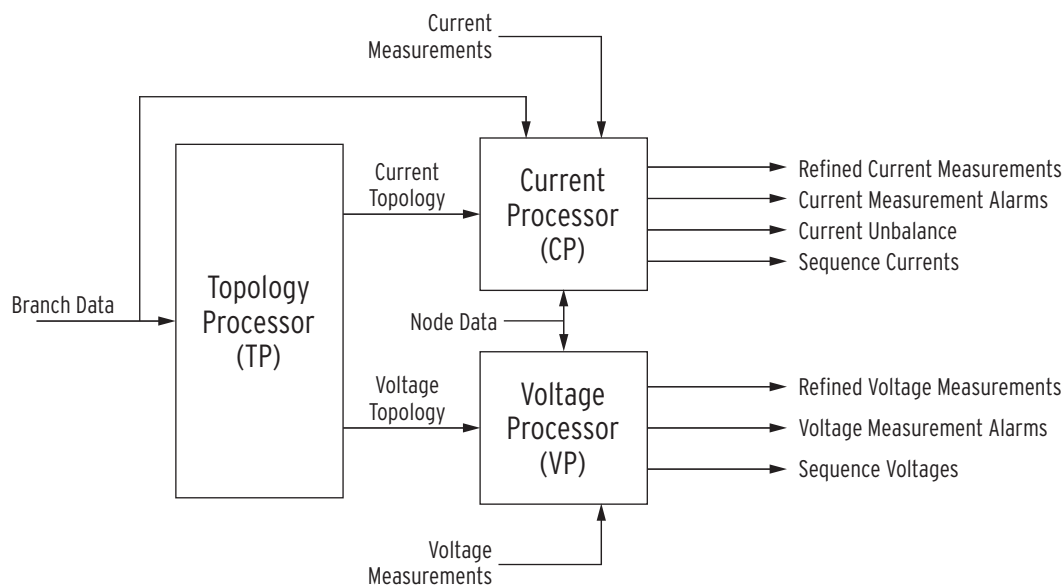 Current
Measurements
Current
Topology
Current
Processor
(CP)
Refined Current Measurements
Current Measurement Alarms
Current Unbalance
Sequence Currents
Branch Data
Topology
Processor
(TP)
Node Data
Voltage
Topology
Voltage
Processor
(VP)
Refined Voltage Measurements
Voltage Measurement Alarms
Sequence Voltages
Voltage
Measurements